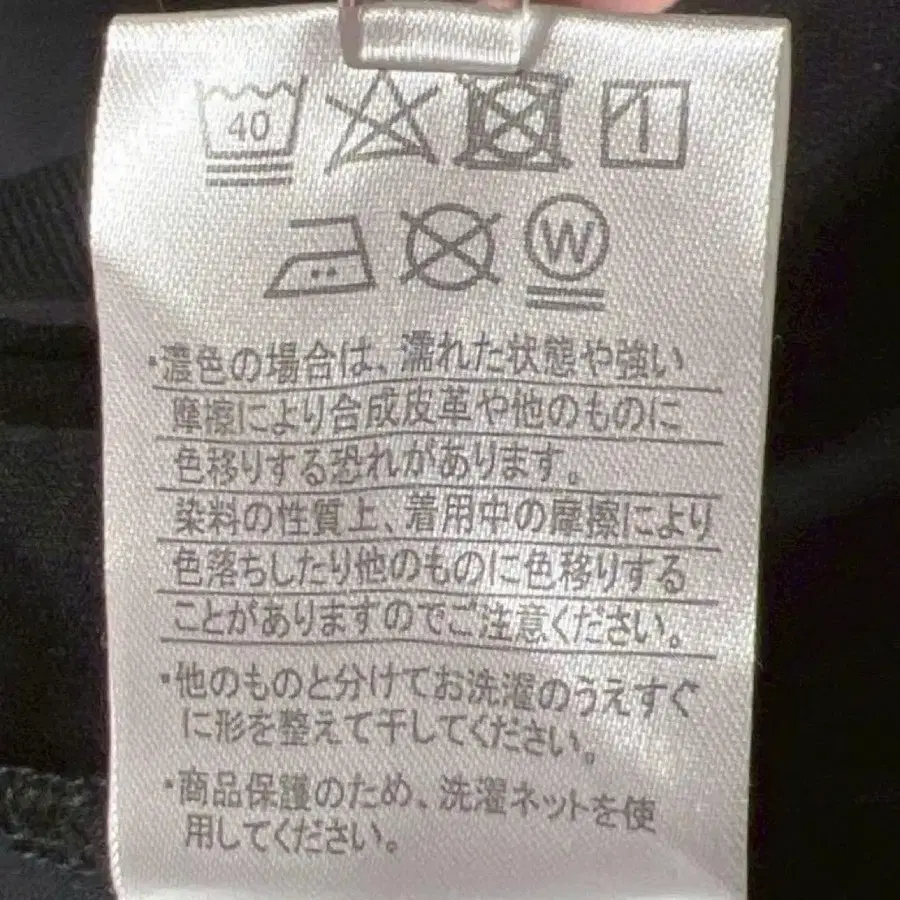 40
W
・濃色の場合は、濡れた状態や強い
摩擦により合成皮革や他のものに
色移りする恐れがあります。
染料の性質上、着用中の摩擦により
色落ちしたり他のものに色移りする
ことがありますのでご注意ください。
・他のものと分けてお洗濯のうえすぐ
に形を整えて干してください。
・商品保護のため、洗濯ネットを使
用してください。